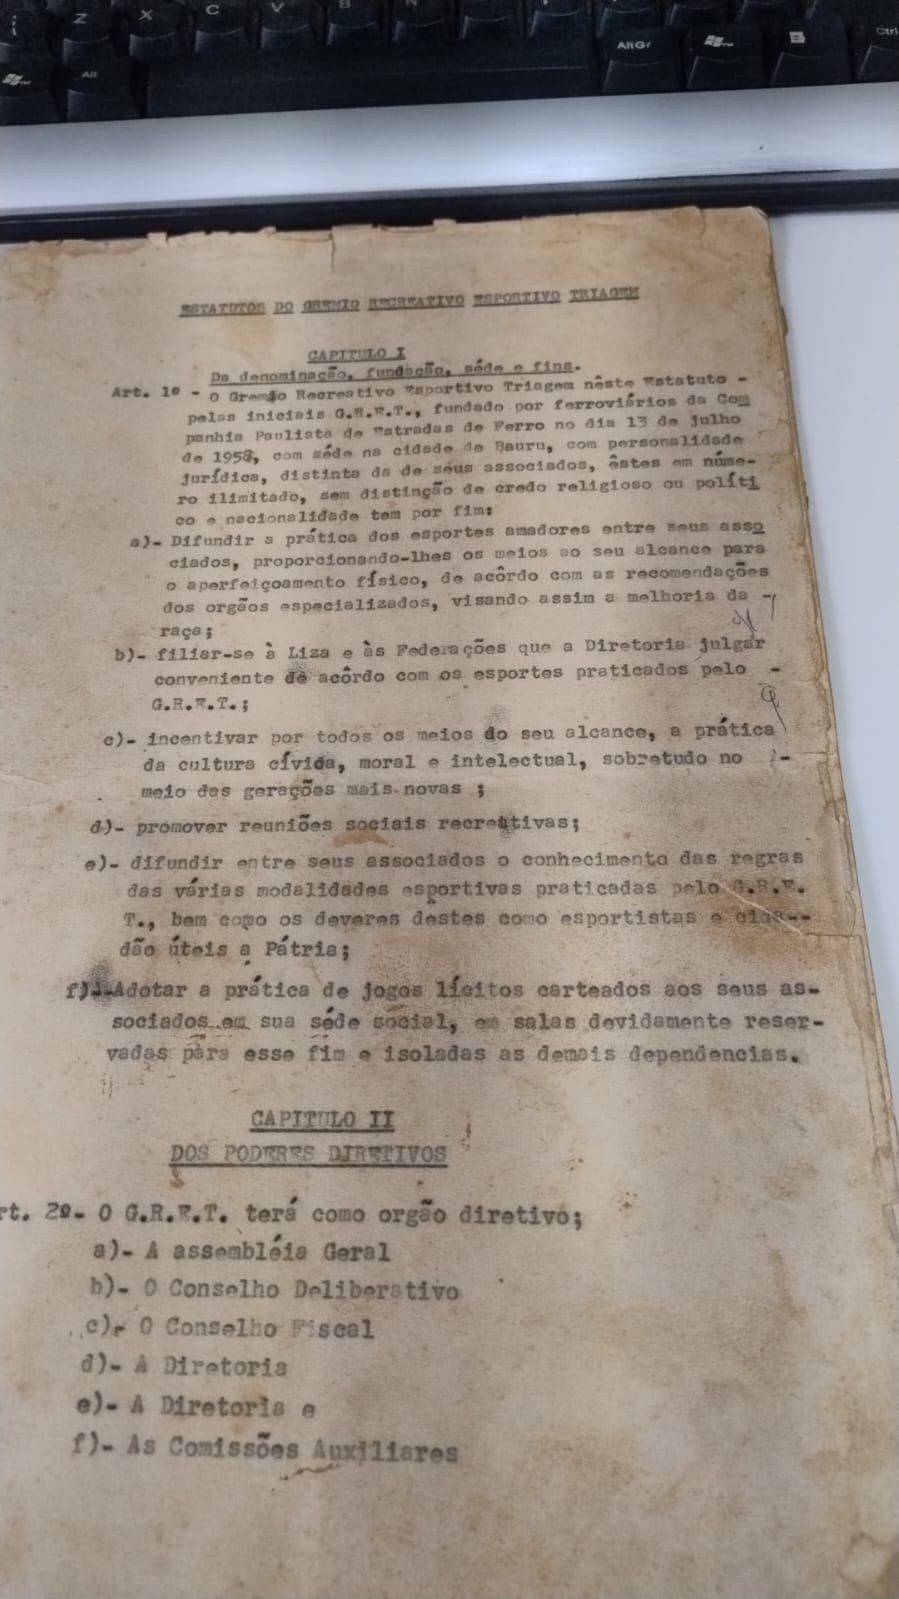 Z X C V B N
AltGr
Ctrl
Alt
ESTATUTOS DO GREMIO RECREATIVO ESPORTIVO TRIAGEM
CAPITULO I
Da denominação, fundação, séde e fins.
Art. 1º - O Gremio Recreativo Esportivo Triagem nêste Estatuto -
pelas iniciais G.R.E.T., fundado por ferroviários da Com
panhia Paulista de Estradas de Ferro no dia 13 de julho
de 1958, com séde na cidade de Bauru, com personalidade
jurídica, distinta da de seus associados, êstes em núme-
ro ilimitado, sem distinção de credo religioso ou políti
co e nacionalidade tem por fim:
a)- Difundir a prática dos esportes amadores entre seus asso
ciados, proporcionando-lhes os meios ao seu alcance para
o aperfeiçoamento físico, de acôrdo com as recomendações
dos orgãos especializados, visando assim a melhoria da -
raça;
b)- filiar-se à Liza e às Federações que a Diretoria julgar
conveniente de acôrdo com os esportes praticados pelo -
G.R.E.T.;
c)- incentivar por todos os meios do seu alcance, a prática
da cultura cívica, moral e intelectual, sobretudo no -
meio das gerações mais novas ;
d)- promover reuniões sociais recreativas;
e)- difundir entre seus associados o conhecimento das regras
das várias modalidades esportivas praticadas pelo G.R.E.
T., bem como os deveres destes como esportistas e cida--
dão úteis a Pátria;
f)- Adotar a prática de jogos lícitos carteados aos seus as-
sociados em sua séde social, em salas devidamente reser-
vadas para esse fim e isoladas as demais dependencias.
CAPITULO II
DOS PODERES DIRETIVOS
rt. 2º- O G.R.E.T. terá como orgão diretivo;
a)- A assembléia Geral
b)- O Conselho Deliberativo
c)- O Conselho Fiscal
d)- A Diretoria
e)- A Diretoria e
f)- As Comissões Auxiliares